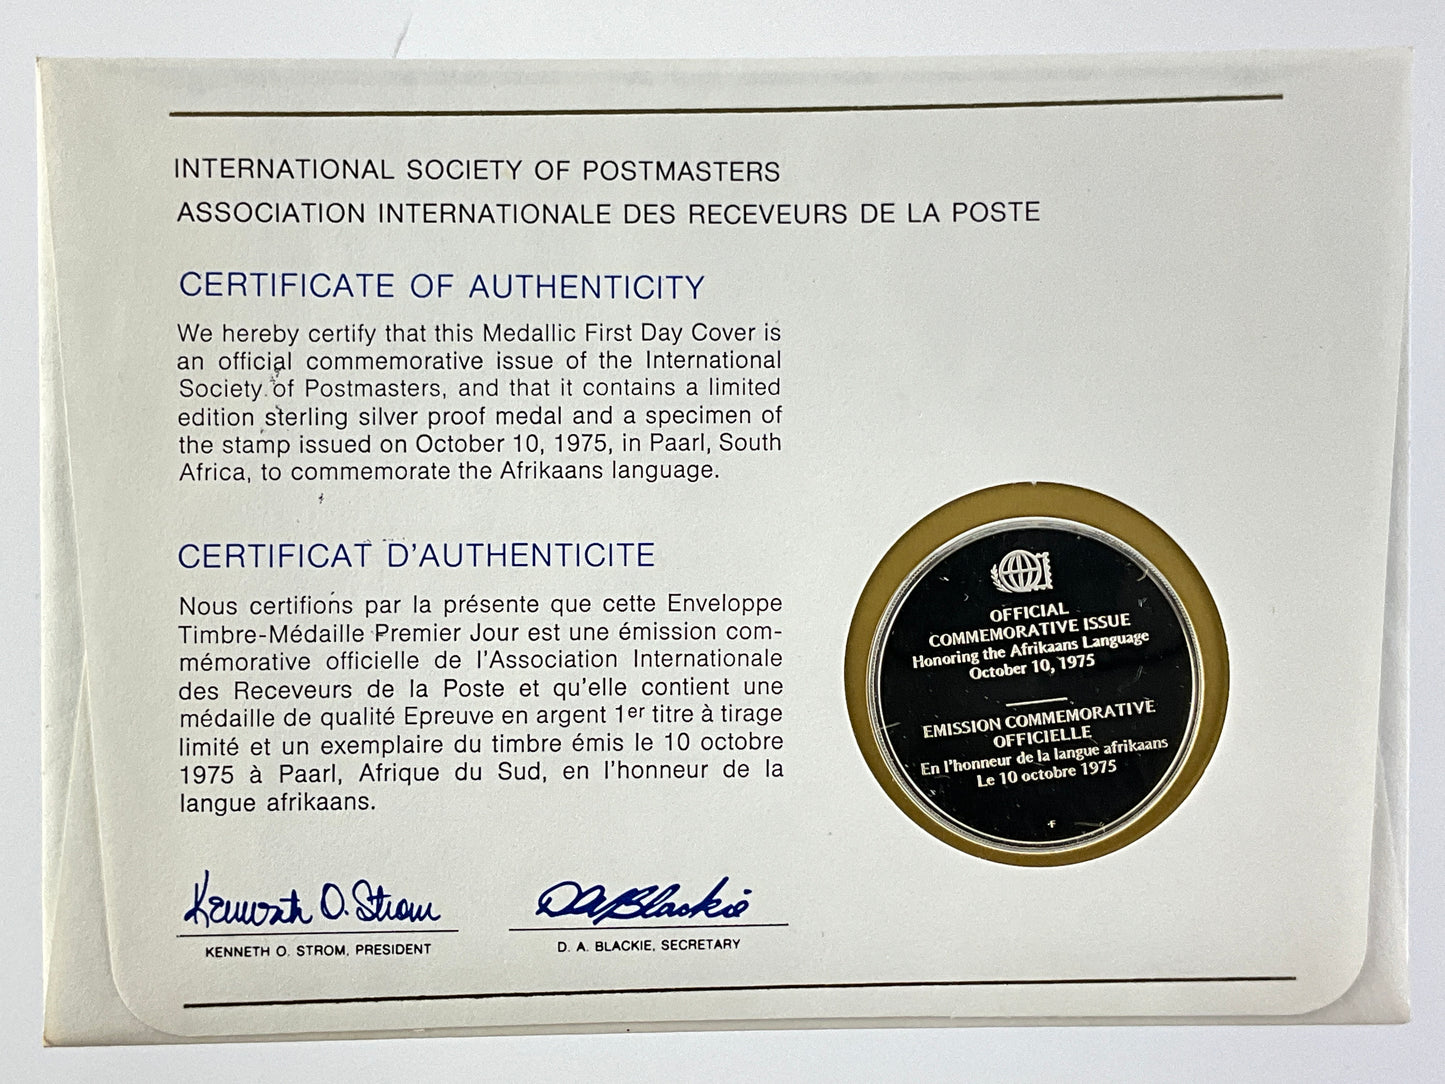 INTERNATIONAL SOCIETY OF POSTMASTERS
ASSOCIATION INTERNATIONALE DES RECEVEURS DE LA POSTE
CERTIFICATE OF AUTHENTICITY
We hereby certify that this Medallic First Day Cover is
an official commemorative issue of the International
Society of Postmasters, and that it contains a limited
edition sterling silver proof medal and a specimen of
the stamp issued on October 10, 1975, in Paarl, South
Africa, to commemorate the Afrikaans language.
CERTIFICAT D'AUTHENTICITE
Nous certifions par la présente que cette Enveloppe
Timbre-Médaille Premier Jour est une émission com-
mémorative officielle de l'Association Internationale
des Receveurs de la Poste et qu'elle contient une
médaille de qualité Epreuve en argent 1er titre à tirage
limité et un exemplaire du timbre émis le 10 octobre
1975 à Paarl, Afrique du Sud, en l'honneur de la
langue afrikaans.
Kenneth O. Strom
KENNETH O. STROM, PRESIDENT
D A Blackie
D. A. BLACKIE, SECRETARY
OFFICIAL
COMMEMORATIVE ISSUE
Honoring the Afrikaans Language
October 10, 1975
EMISSION COMMEMORATIVE
OFFICIELLE
En l'honneur de la langue afrikaans
Le 10 octobre 1975